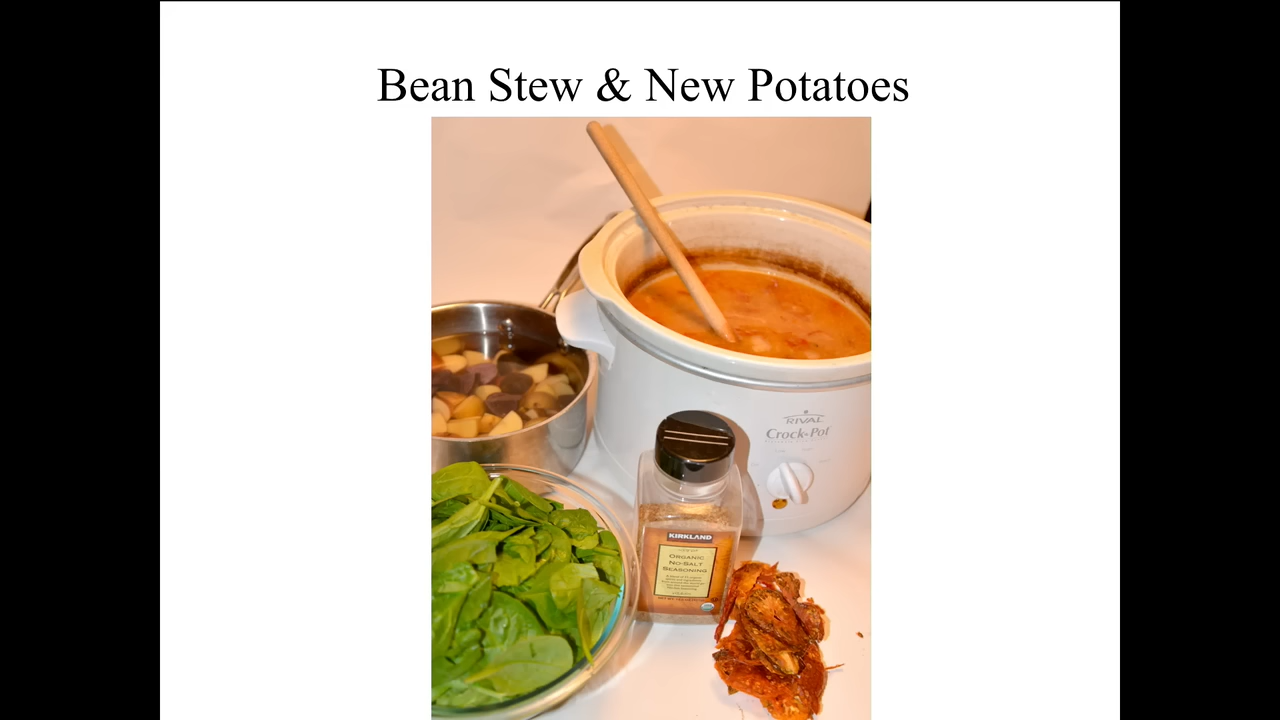 Bean Stew & New Potatoes
RIVAL
Crock-Pot
KIRKLAND
ORGANIC
NO-SALT
SEASONING